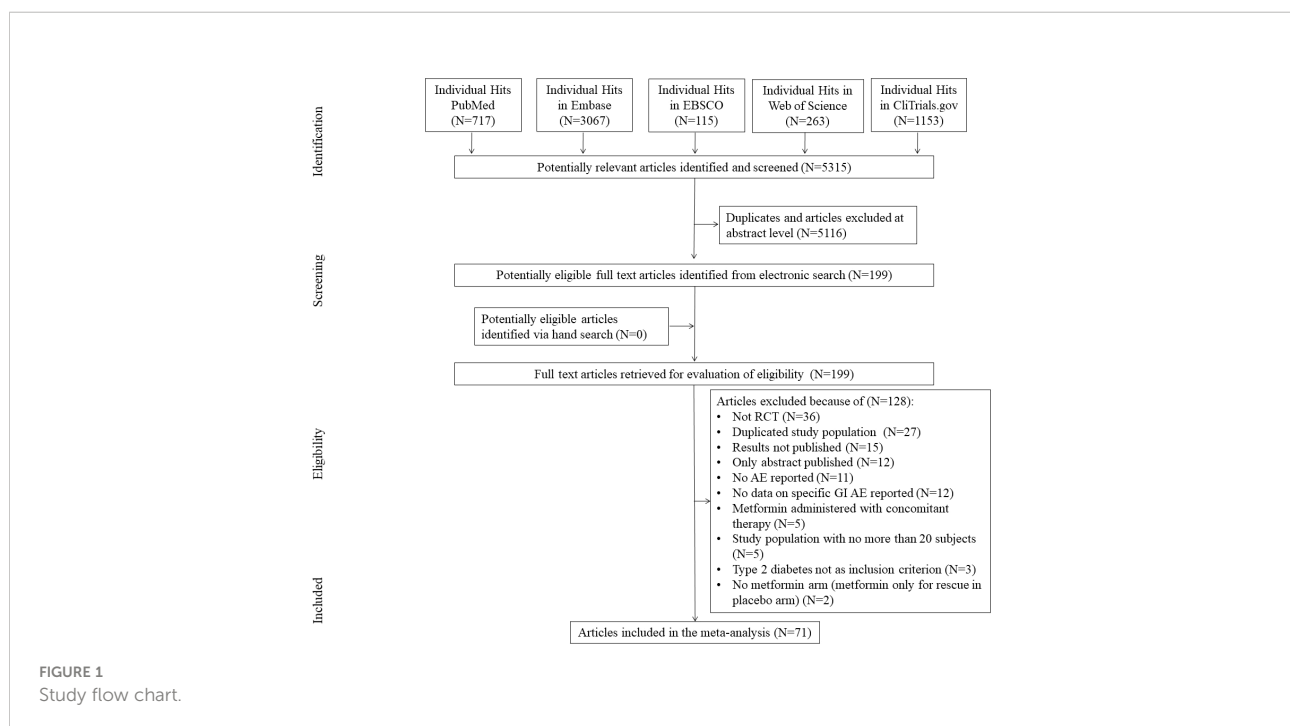 Identification
Individual Hits
PubMed
(N=717)
Individual Hits
in Embase
(N=3067)
Individual Hits
in EBSCO
(N=115)
Individual Hits in
Web of Science
(N=263)
Individual Hits
in CliTrials.gov
(N=1153)
Potentially relevant articles identified and screened (N=5315)
Duplicates and articles excluded at
abstract level (N=5116)
Screening
Potentially eligible full text articles identified from electronic search (N=199)
Potentially eligible articles
identified via hand search (N=0)
Full text articles retrieved for evaluation of eligibility (N=199)
Eligibility
Articles excluded because of (N=128):
• Not RCT (N=36)
• Duplicated study population (N=27)
• Results not published (N=15)
• Only abstract published (N=12)
• No AE reported (N=11)
• No data on specific GI AE reported (N=12)
• Metformin administered with concomitant
therapy (N=5)
• Study population with no more than 20 subjects
(N=5)
• Type 2 diabetes not as inclusion criterion (N=3)
• No metformin arm (metformin only for rescue in
placebo arm) (N=2)
Included
Articles included in the meta-analysis (N=71)
FIGURE 1
Study flow chart.